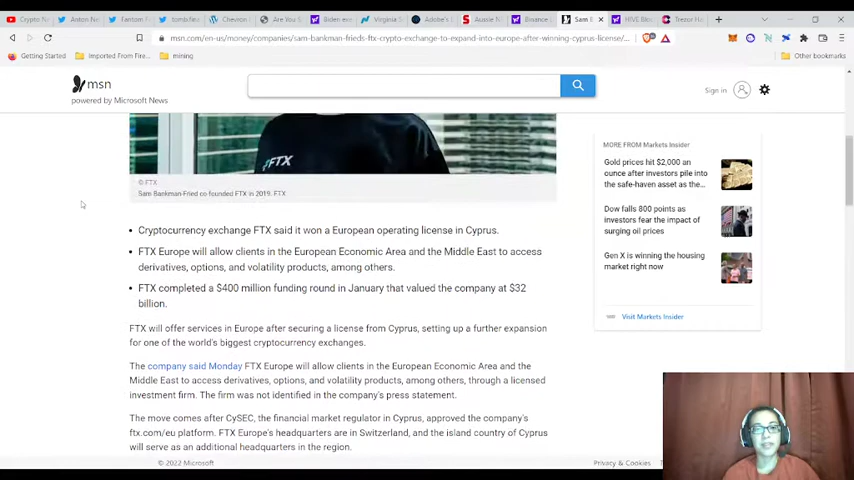 Crypto N
Anton No
Fantom Fa
tombxfin
Chevron
Are You S
Biden exe
Virginia S
Adobe's
Aussie N
Binance
Sam B
HIVE Bloc
Trezor Ha
msn.com/en-us/money/companies/sam-bankman-frieds-ftx-crypto-exchange-to-expand-into-europe-after-winning-cyprus-license/...
Getting Started
Imported From Fire...
mining
Other bookmarks
msn
powered by Microsoft News
Sign in
FTX
© FTX
Sam Bankman-Fried co founded FTX in 2019. FTX
• Cryptocurrency exchange FTX said it won a European operating license in Cyprus.
• FTX Europe will allow clients in the European Economic Area and the Middle East to access
derivatives, options, and volatility products, among others.
• FTX completed a $400 million funding round in January that valued the company at $32
billion.
FTX will offer services in Europe after securing a license from Cyprus, setting up a further expansion
for one of the world's biggest cryptocurrency exchanges.
The company said Monday FTX Europe will allow clients in the European Economic Area and the
Middle East to access derivatives, options, and volatility products, among others, through a licensed
investment firm. The firm was not identified in the company's press statement.
The move comes after CySEC, the financial market regulator in Cyprus, approved the company's
ftx.com/eu platform. FTX Europe's headquarters are in Switzerland, and the island country of Cyprus
will serve as an additional headquarters in the region.
MORE FROM Markets Insider
Gold prices hit $2,000 an
ounce after investors pile into
the safe-haven asset as the...
Dow falls 800 points as
investors fear the impact of
surging oil prices
Gen X is winning the housing
market right now
Visit Markets Insider
© 2022 Microsoft
Privacy & Cookies